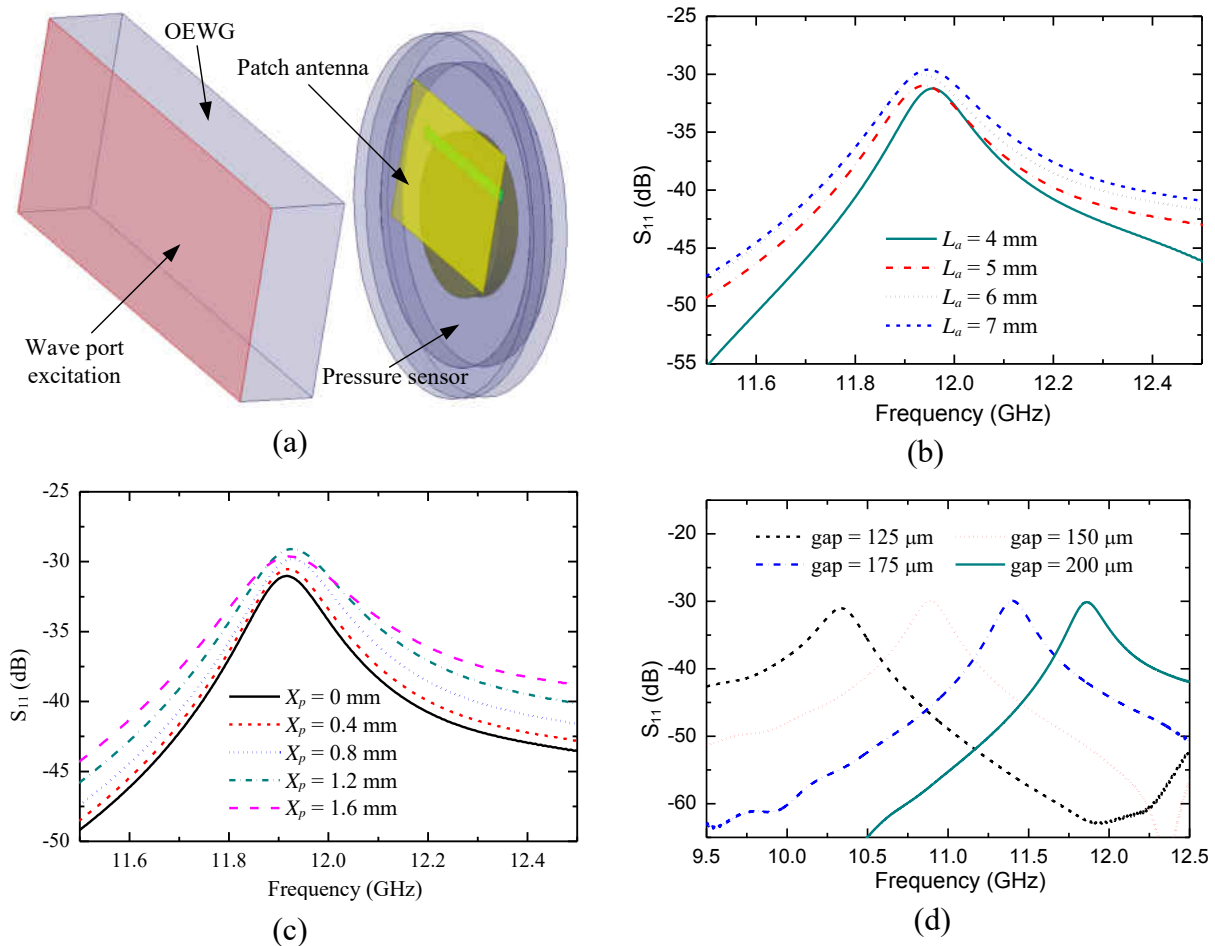 OEWG
Patch antenna
Wave port
excitation
Pressure sensor
(a)
-30
-35
-40
-45
-50
-55
S₁₁ (dB)
11.6 11.8 12.0 12.2 12.4
Frequency (GHz)
Lₐ = 4 mm
Lₐ = 5 mm
Lₐ = 6 mm
Lₐ = 7 mm
-25
(b)
-25
-30
-35
-40
-45
-50
S₁₁ (dB)
Xₚ = 0 mm
Xₚ = 0.4 mm
Xₚ = 0.8 mm
Xₚ = 1.2 mm
Xₚ = 1.6 mm
11.6 11.8 12.0 12.2 12.4
Frequency (GHz)
(c)
-20
-30
-40
-50
-60
S₁₁ (dB)
gap = 125 μm gap = 150 μm
gap = 175 μm gap = 200 μm
9.5 10.0 10.5 11.0 11.5 12.0 12.5
Frequency (GHz)
(d)